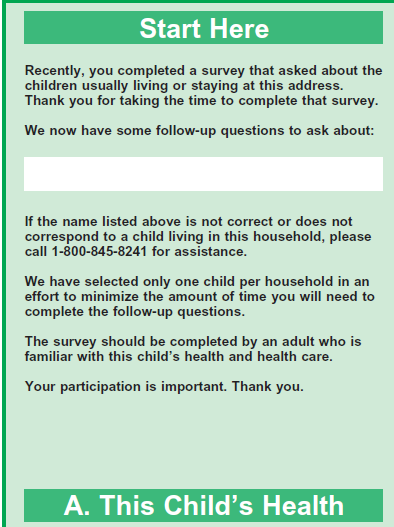 Start Here
Recently, you completed a survey that asked about the
children usually living or staying at this address.
Thank you for taking the time to complete that survey.
We now have some follow-up questions to ask about:
If the name listed above is not correct or does not
correspond to a child living in this household, please
call 1-800-845-8241 for assistance.
We have selected only one child per household in an
effort to minimize the amount of time you will need to
complete the follow-up questions.
The survey should be completed by an adult who is
familiar with this child’s health and health care.
Your participation is important. Thank you.
A. This Child’s Health